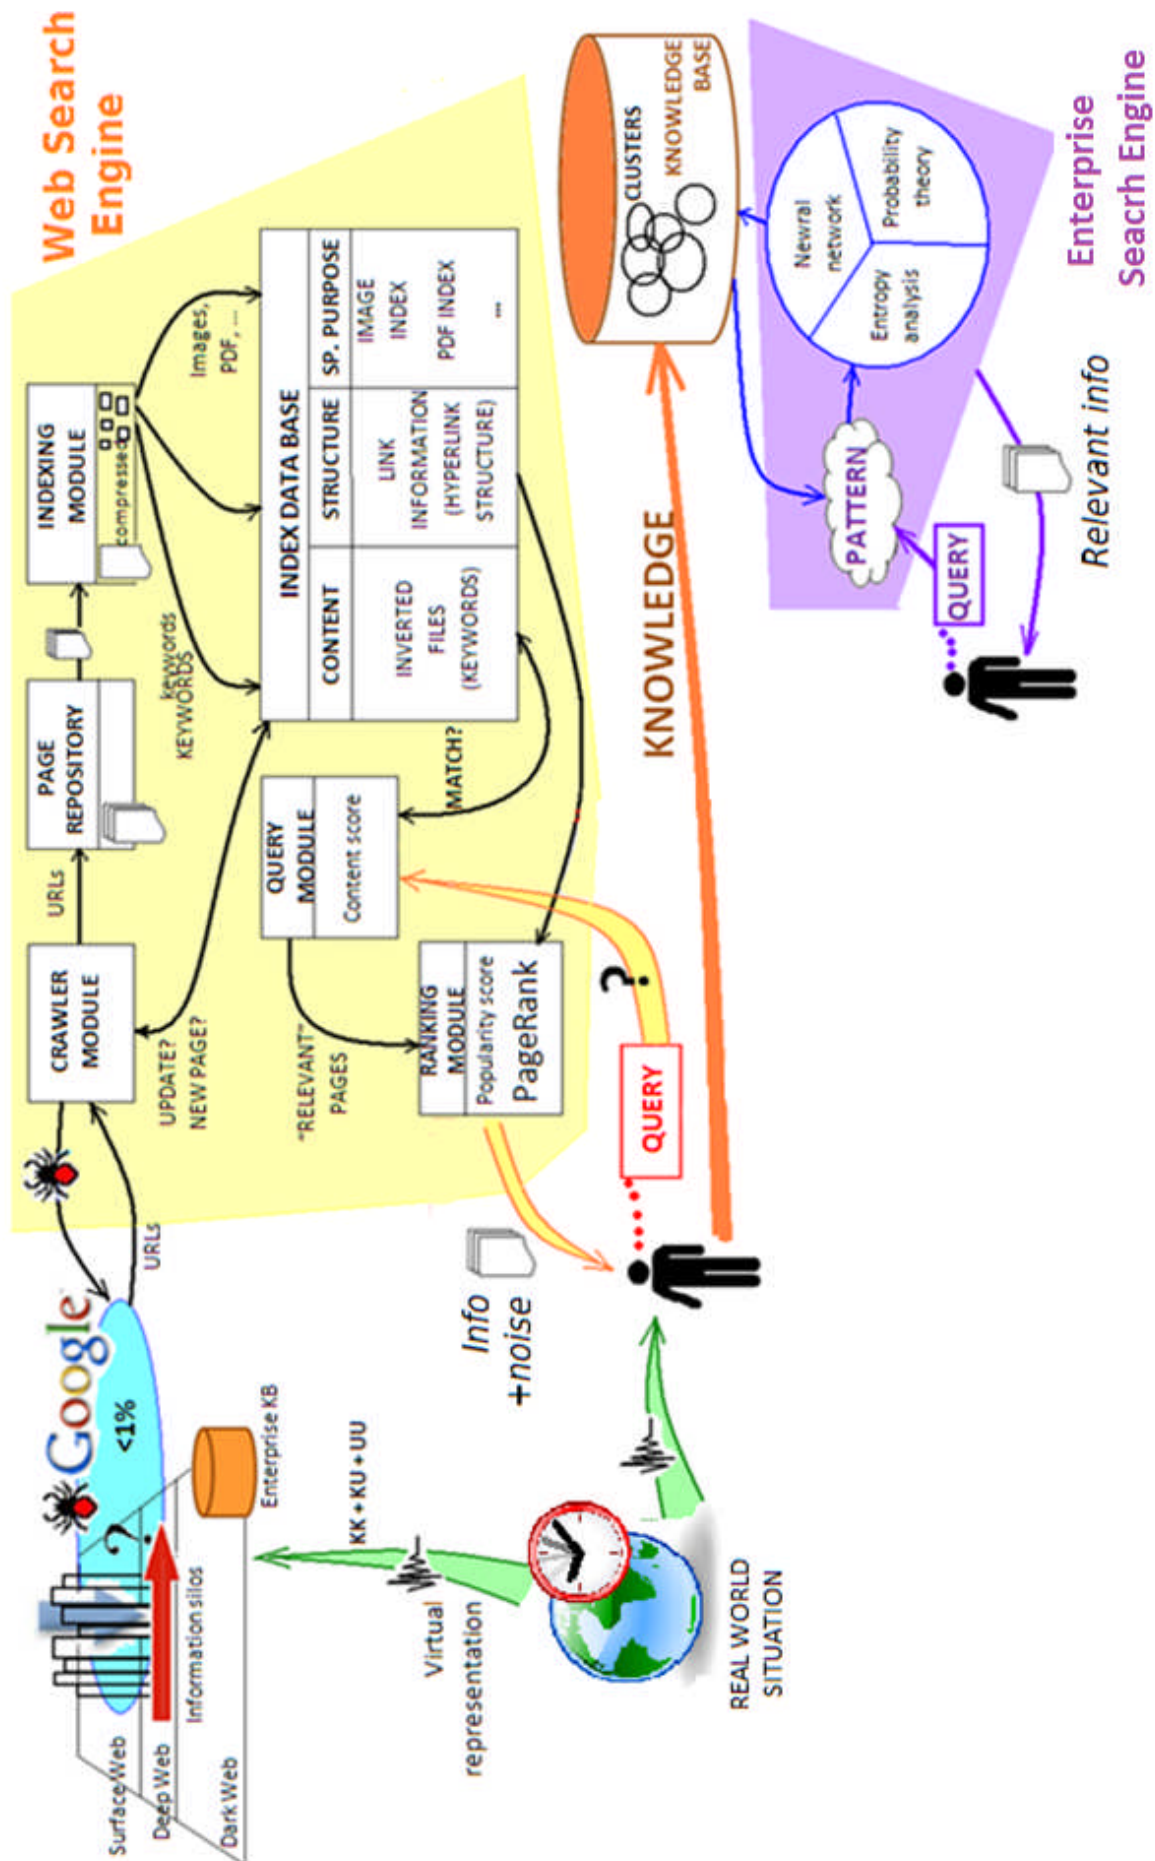 Web Search
Engine
Google
<1%
?
Surface Web
Deep Web
Dark Web
Information silos
Enterprise KB
URLs
CRAWLER
MODULE
URLs
PAGE
REPOSITORY
INDEXING
MODULE
compressed
UPDATE?
NEW PAGE?
keywords
KEYWORDS
Images,
PDF, ...
INDEX DATA BASE
CONTENT
STRUCTURE
SP. PURPOSE
INVERTED
FILES
(KEYWORDS)
LINK
INFORMATION
(HYPERLINK
STRUCTURE)
IMAGE
INDEX
PDF INDEX
...
QUERY
MODULE
Content score
MATCH?
"RELEVANT"
PAGES
RANKING
MODULE
Popularity score
PageRank
Info
+noise
?
QUERY
KK + KU + UU
Virtual
representation
REAL WORLD
SITUATION
KNOWLEDGE
CLUSTERS
KNOWLEDGE
BASE
PATTERN
QUERY
Newral
network
Entropy
analysis
Probability
theory
Relevant info
Enterprise
Seacrh Engine